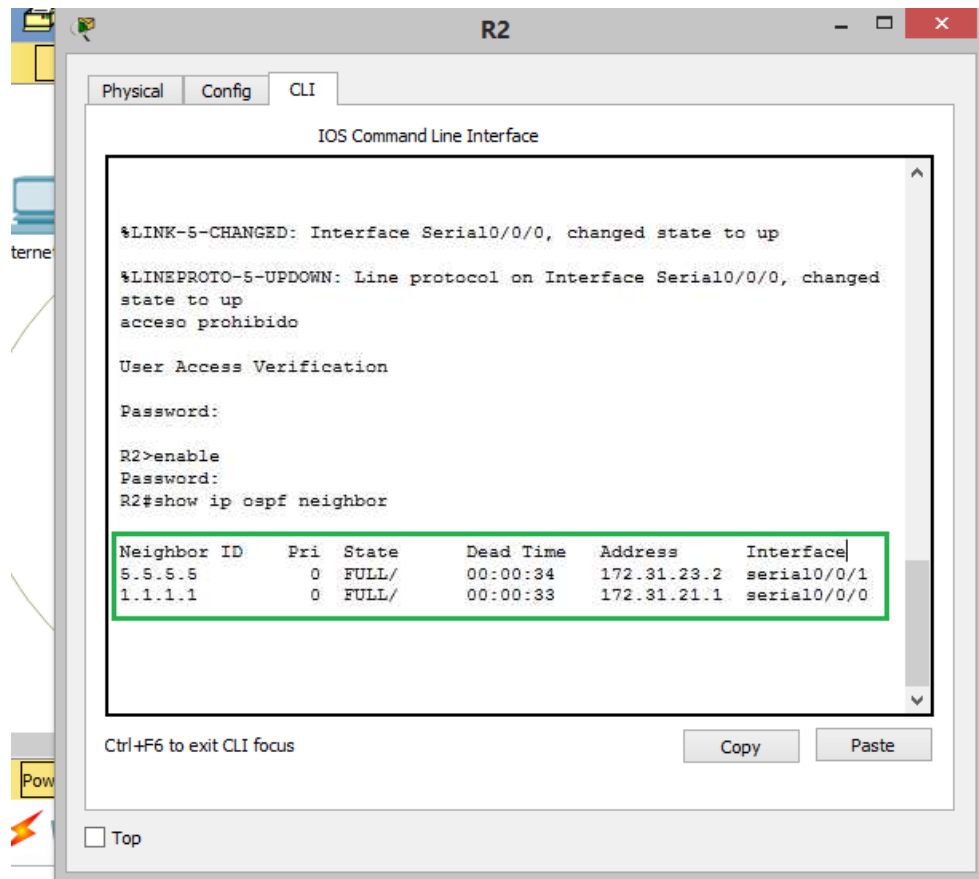 R2
Physical Config CLI
IOS Command Line Interface
%LINK-5-CHANGED: Interface Serial0/0/0, changed state to up
terne
%LINEPROTO-5-UPDOWN: Line protocol on Interface Serial0/0/0, changed
state to up
acceso prohibido
User Access Verification
Password:
R2>enable
Password:
R2#show ip ospf neighbor
Neighbor ID Pri State Dead Time Address Interface
5.5.5.5 0 FULL/ 00:00:34 172.31.23.2 serial0/0/1
1.1.1.1 0 FULL/ 00:00:33 172.31.21.1 serial0/0/0
Ctrl+F6 to exit CLI focus
Copy Paste
Pow
Top